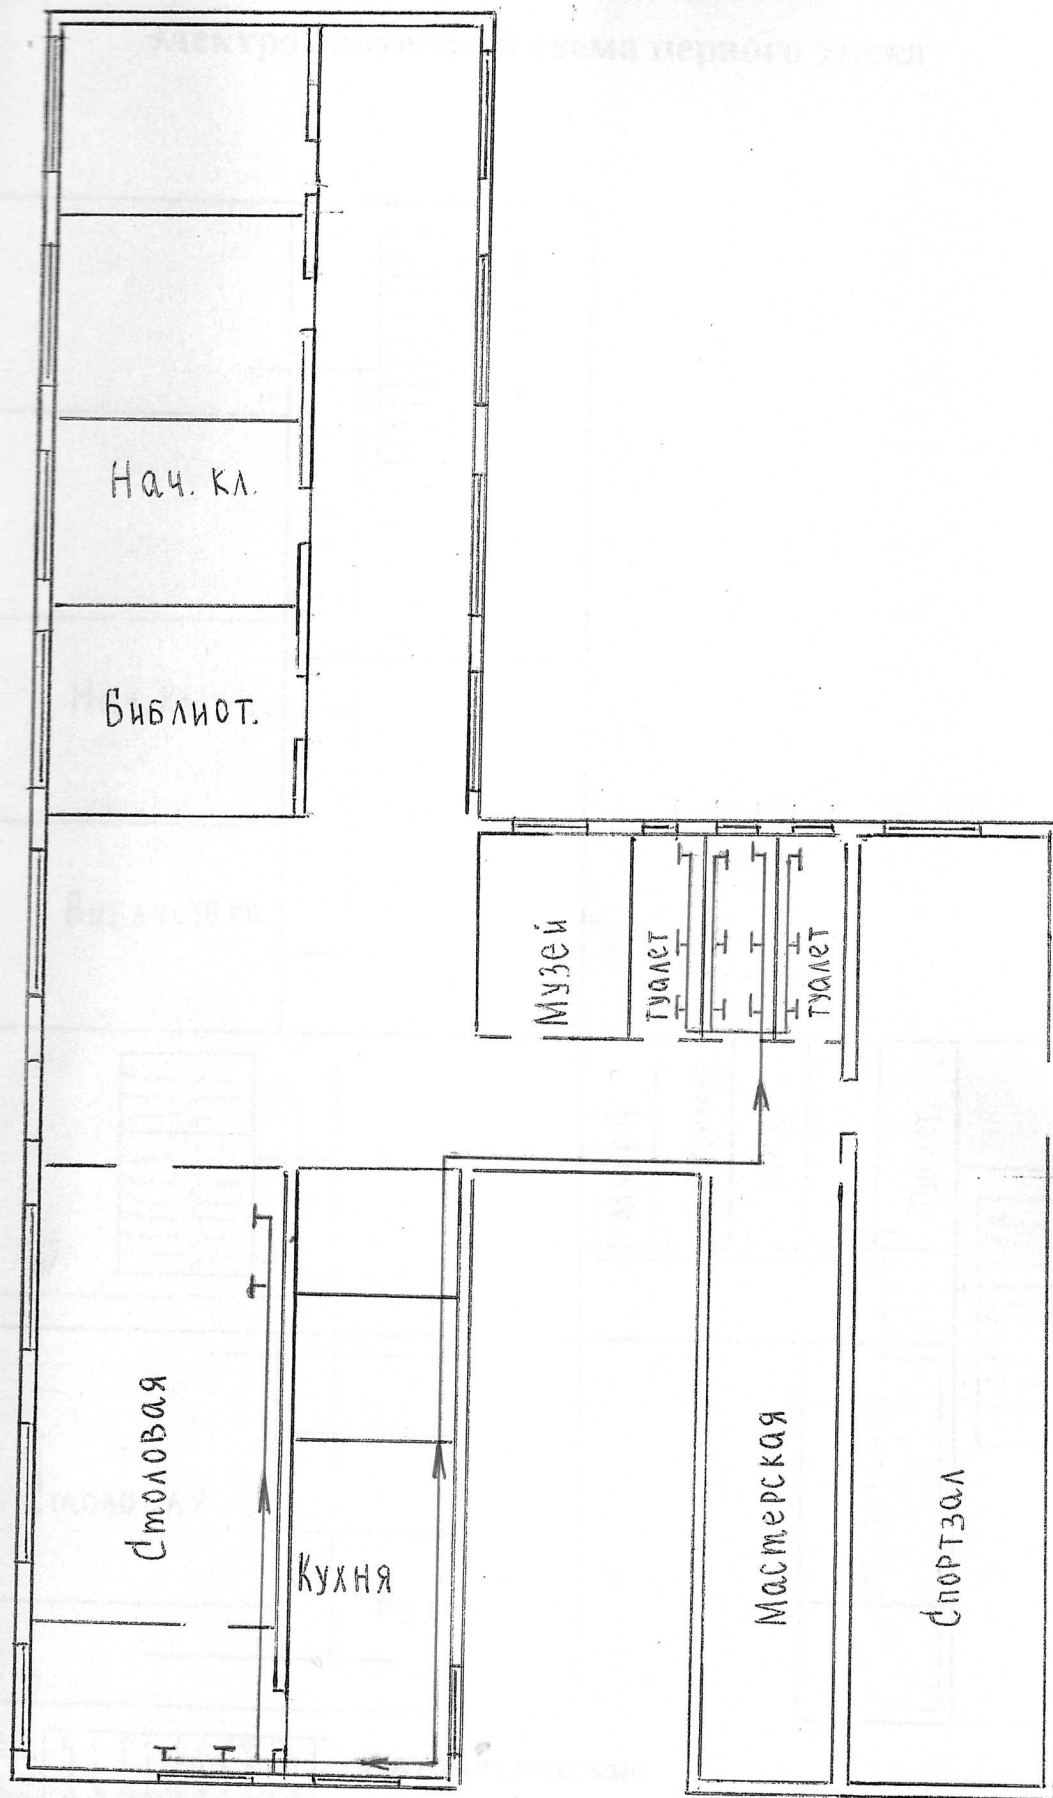 Нач. кл.
Библиот.
Музей
туалет
туалет
Столовая
Кухня
Мастерская
Спортзал